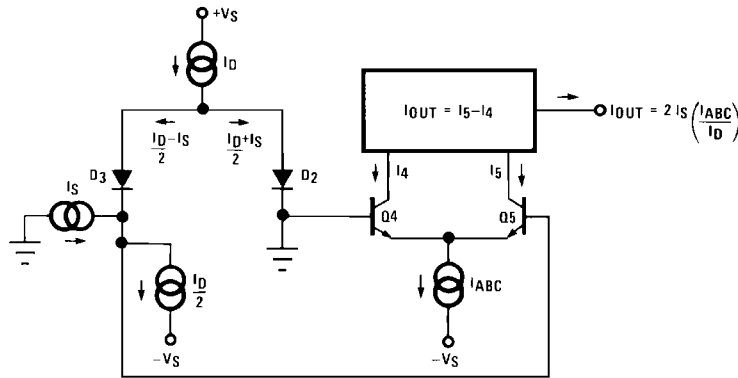 +VS
ID
IOUT = I5−I4
IOUT = 2 IS (IABC/ID)
ID/2−IS
ID/2+IS
I4
I5
D3
D2
IS
Q4
Q5
ID/2
IABC
−VS
−VS